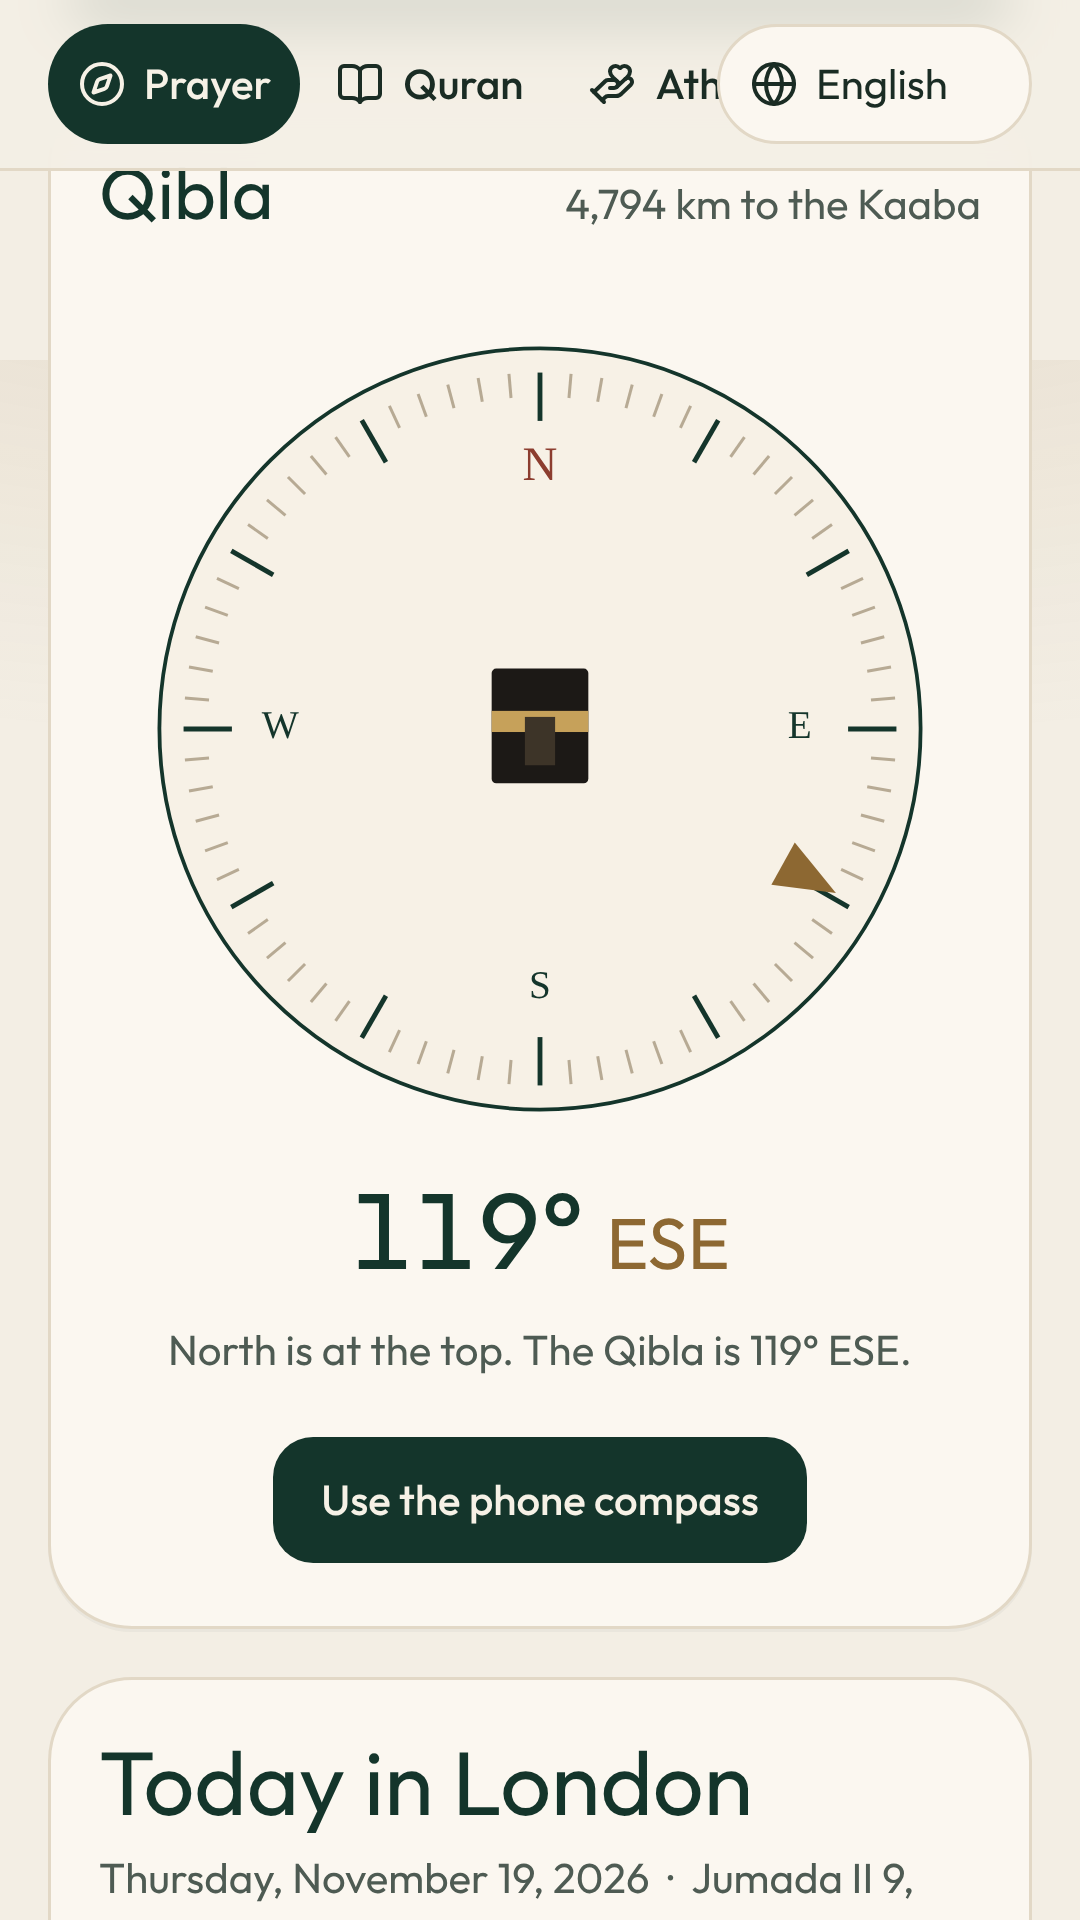 Prayer
Quran
Ath
English
Qibla
4,794 km to the Kaaba
N
W
E
S
119° ESE
North is at the top. The Qibla is 119° ESE.
Use the phone compass
Today in London
Thursday, November 19, 2026 · Jumada II 9,